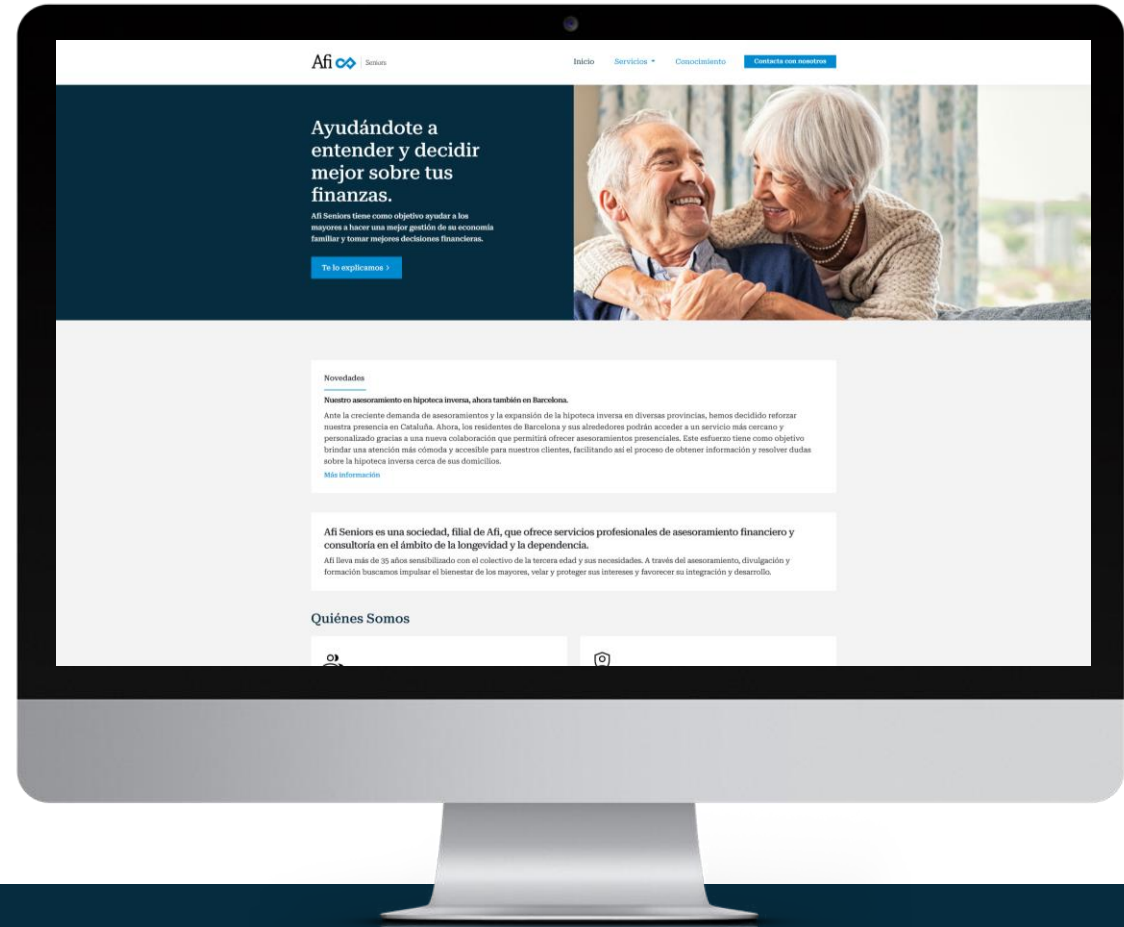 Afi Seniors
Inicio Servicios Conocimiento Contacta con nosotros
Ayudándote a
entender y decidir
mejor sobre tus
finanzas.
Afi Seniors tiene como objetivo ayudar a los
mayores a hacer una mejor gestión de su economía
familiar y tomar mejores decisiones financieras.
Te lo explicamos >
Novedades
Nuestro asesoramiento en hipoteca inversa, ahora también en Barcelona.
Ante la creciente demanda de asesoramientos y la expansión de la hipoteca inversa en diversas provincias, hemos decidido reforzar
nuestra presencia en Cataluña. Ahora, los residentes de Barcelona y sus alrededores podrán acceder a un servicio más cercano y
personalizado gracias a una nueva colaboración que permitirá ofrecer asesoramientos presenciales. Este esfuerzo tiene como objetivo
brindar una atención más cómoda y accesible para nuestros clientes, facilitando así el proceso de obtener información y resolver dudas
sobre la hipoteca inversa cerca de sus domicilios.
Más información
Afi Seniors es una sociedad, filial de Afi, que ofrece servicios profesionales de asesoramiento financiero y
consultoría en el ámbito de la longevidad y la dependencia.
Afi lleva más de 35 años sensibilizado con el colectivo de la tercera edad y sus necesidades. A través del asesoramiento, divulgación y
formación buscamos impulsar el bienestar de los mayores, velar y proteger sus intereses y favorecer su integración y desarrollo.
Quiénes Somos